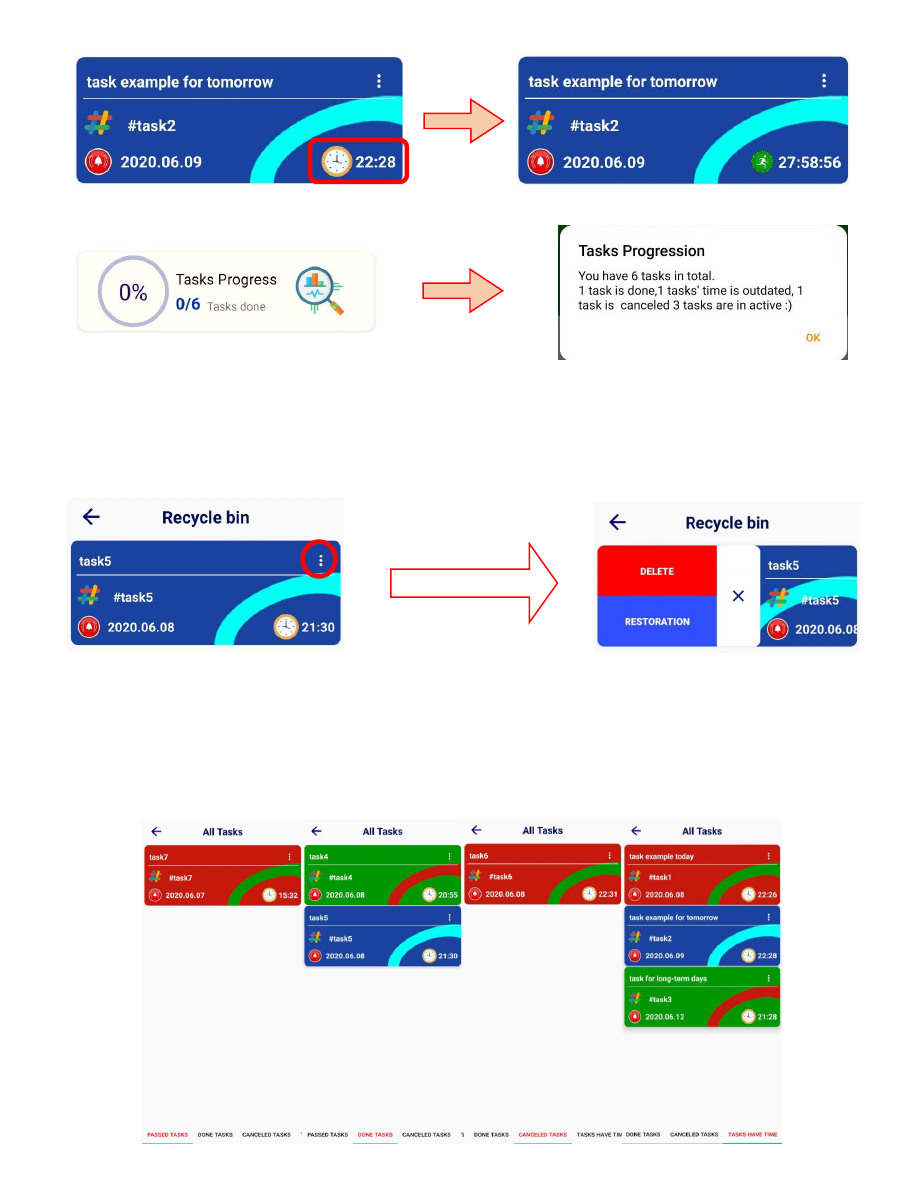 task example for tomorrow
#task2
2020.06.09 22:28
task example for tomorrow
#task2
2020.06.09 27:58:56
0%
Tasks Progress
0/6 Tasks done
Tasks Progression
You have 6 tasks in total.
1 task is done,1 tasks' time is outdated, 1
task is  canceled 3 tasks are in active :)
OK
Recycle bin
task5
#task5
2020.06.08 21:30
Recycle bin
DELETE
RESTORATION
task5
#task5
2020.06.08
All Tasks
task7
#task7
2020.06.07 15:32
PASSED TASKS DONE TASKS CANCELED TASKS
All Tasks
task4
#task4
2020.06.08 20:55
task5
#task5
2020.06.08 21:30
PASSED TASKS DONE TASKS CANCELED TASKS
All Tasks
task6
#task6
2020.06.08 22:31
DONE TASKS CANCELED TASKS TASKS HAVE TIM
All Tasks
task example today
#task1
2020.06.08 22:26
task example for tomorrow
#task2
2020.06.09 22:28
task for long-term days
#task3
2020.06.12 21:28
DONE TASKS CANCELED TASKS TASKS HAVE TIME